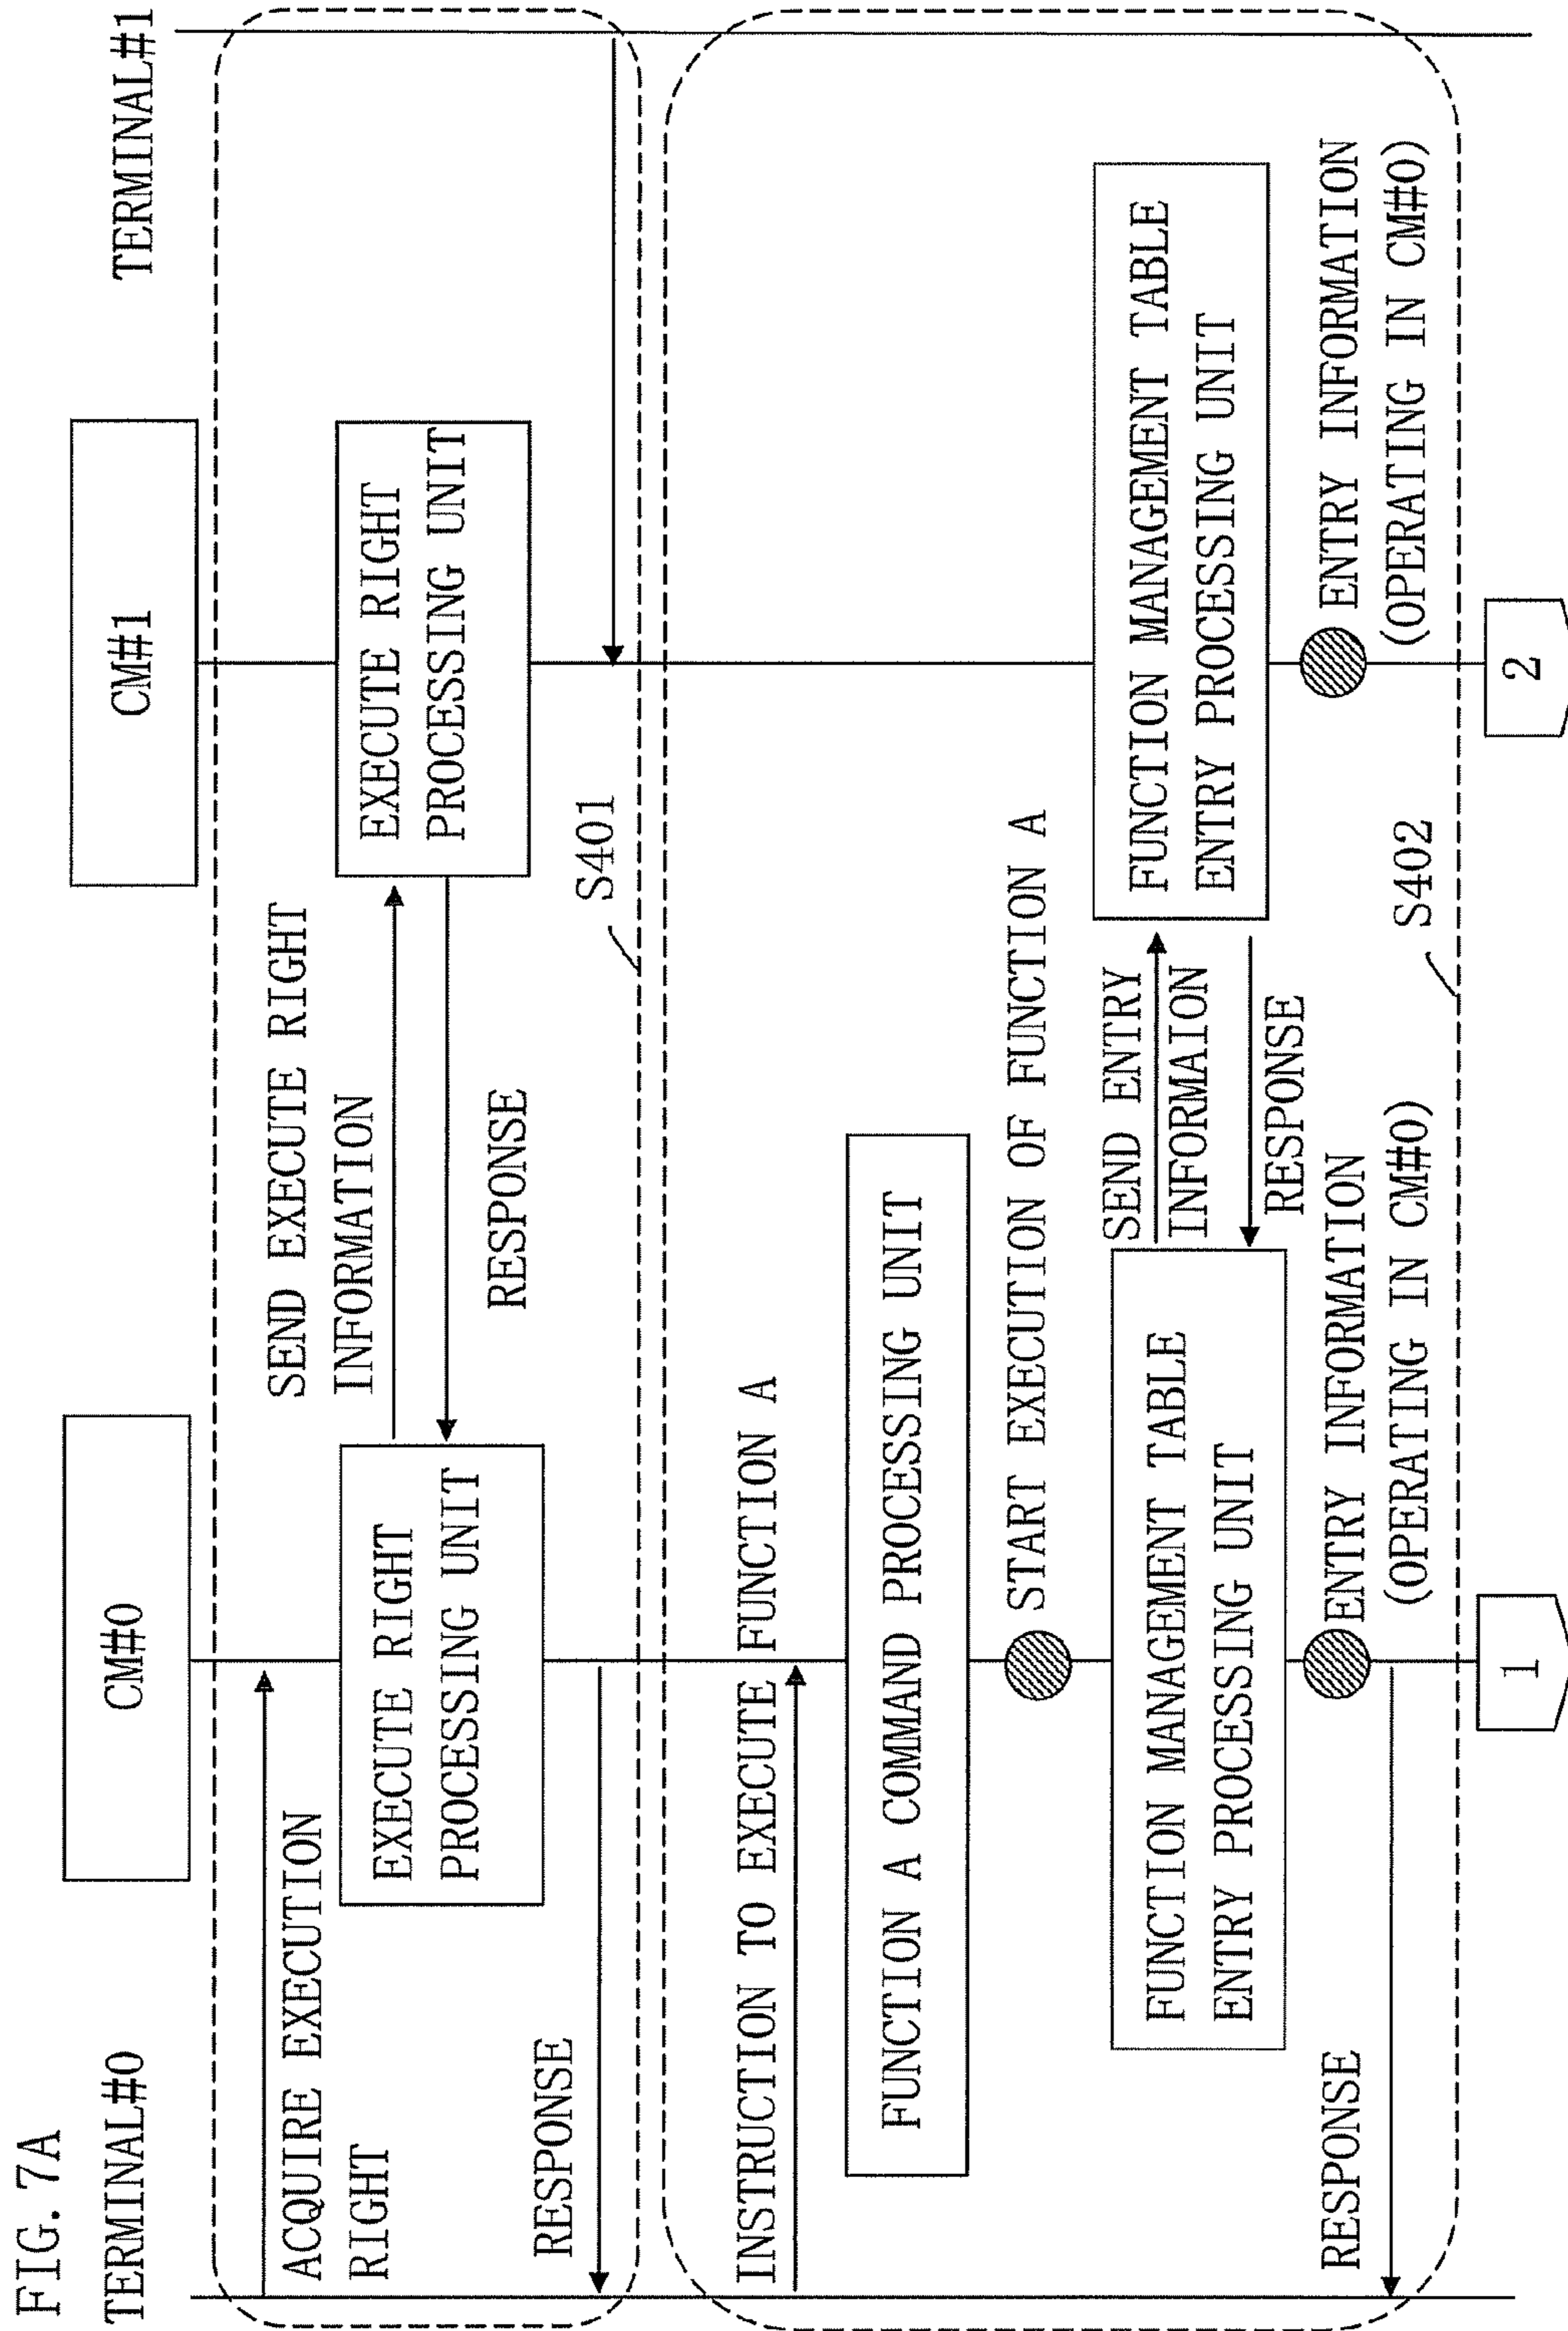 FIG. 7A
TERMINAL#0
CM#0
CM#1
TERMINAL#1
ACQUIRE EXECUTION
RIGHT
EXECUTE RIGHT
PROCESSING UNIT
SEND EXECUTE RIGHT
INFORMATION
RESPONSE
EXECUTE RIGHT
PROCESSING UNIT
RESPONSE
S401
INSTRUCTION TO EXECUTE FUNCTION A
FUNCTION A COMMAND PROCESSING UNIT
START EXECUTION OF FUNCTION A
FUNCTION MANAGEMENT TABLE
ENTRY PROCESSING UNIT
SEND ENTRY
INFORMAION
RESPONSE
FUNCTION MANAGEMENT TABLE
ENTRY PROCESSING UNIT
RESPONSE
ENTRY INFORMATION
(OPERATING IN CM#0)
S402
ENTRY INFORMATION
(OPERATING IN CM#0)
1
2